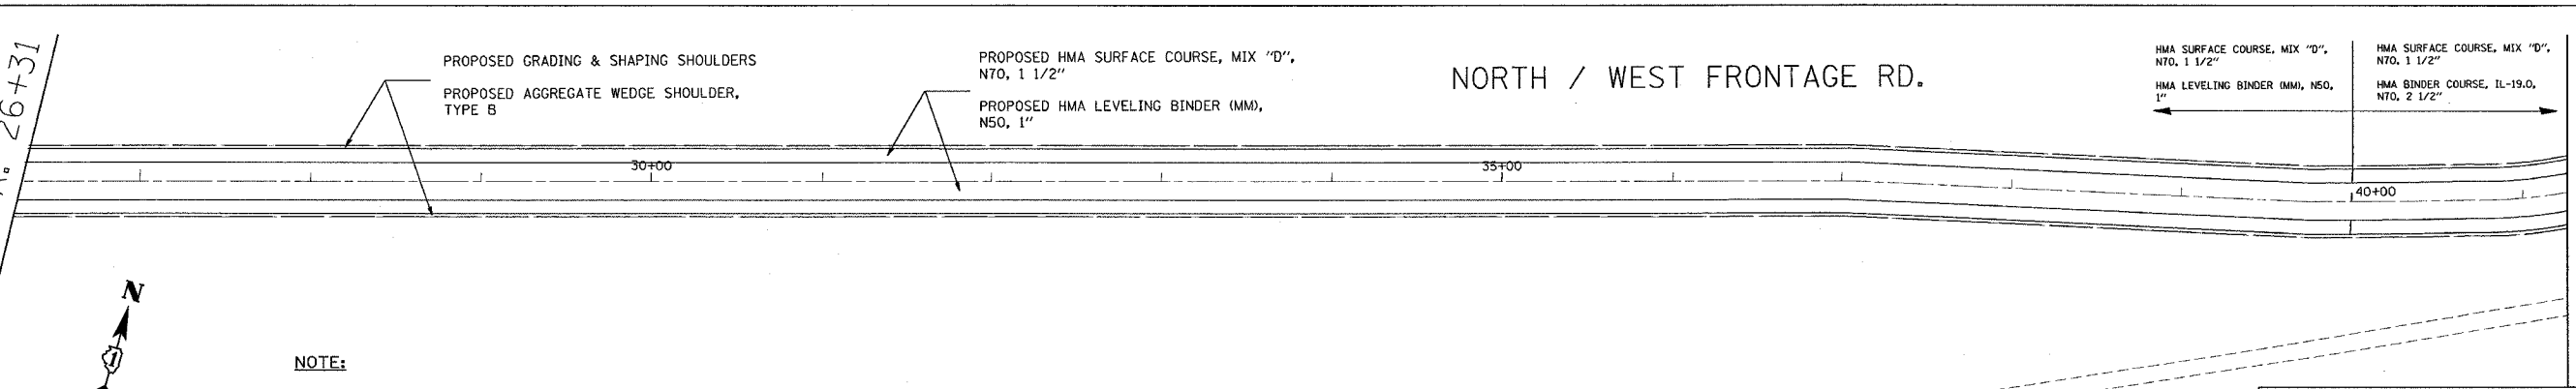 26+31
PROPOSED GRADING & SHAPING SHOULDERS
PROPOSED AGGREGATE WEDGE SHOULDER,
TYPE B
PROPOSED HMA SURFACE COURSE, MIX "D",
N70, 1 1/2"
PROPOSED HMA LEVELING BINDER (MM),
N50, 1"
NORTH / WEST FRONTAGE RD.
HMA SURFACE COURSE, MIX "D",
N70, 1 1/2"
HMA LEVELING BINDER (MM), N50,
1"
HMA SURFACE COURSE, MIX "D",
N70, 1 1/2"
HMA BINDER COURSE, IL-19.0,
N70, 2 1/2"
30+00
35+00
40+00
N
1
NOTE: